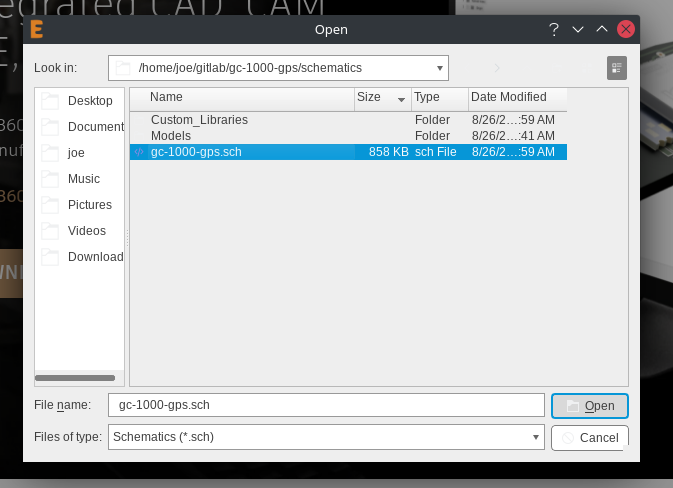 egrated CAD CAM
E
Open
?
E,
Look in:
/home/joe/gitlab/gc-1000-gps/schematics
Desktop
Document
joe
Music
Pictures
Videos
Download
Name Size Type Date Modified
Custom_Libraries Folder 8/26/2...:59 AM
Models Folder 8/26/2...:41 AM
gc-1000-gps.sch 858 KB sch File 8/26/2...:59 AM
360
nuf
360
WNL
File name: gc-1000-gps.sch
Open
Files of type: Schematics (*.sch)
Cancel